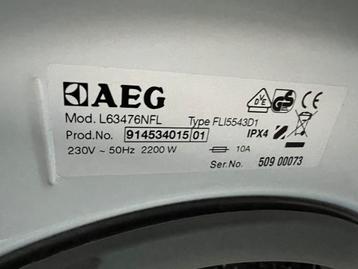 AEG
Mod. L63476NFL Type FLI5543D1
Prod.No. 914534015 01 IPX4
230V ~ 50Hz 2200 W 10A
Ser.No. 509 00073